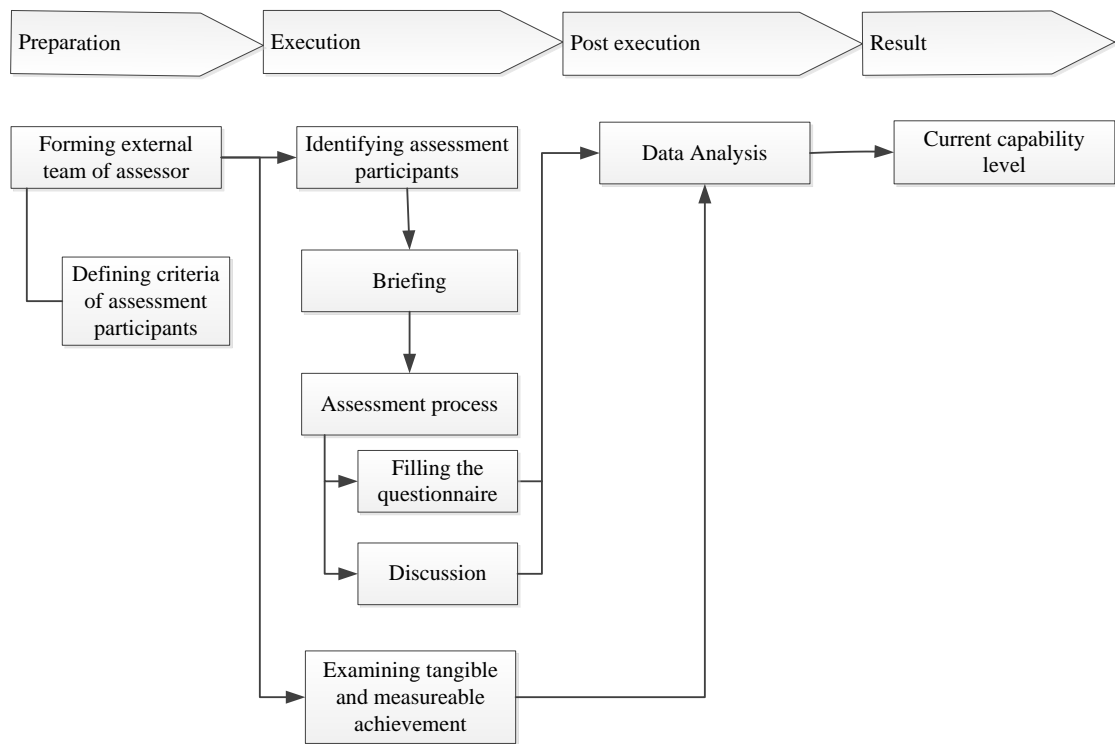 Preparation
Execution
Post execution
Result
Forming external
team of assessor
Identifying assessment
participants
Data Analysis
Current capability
level
Defining criteria
of assessment
participants
Briefing
Assessment process
Filling the
questionnaire
Discussion
Examining tangible
and measureable
achievement